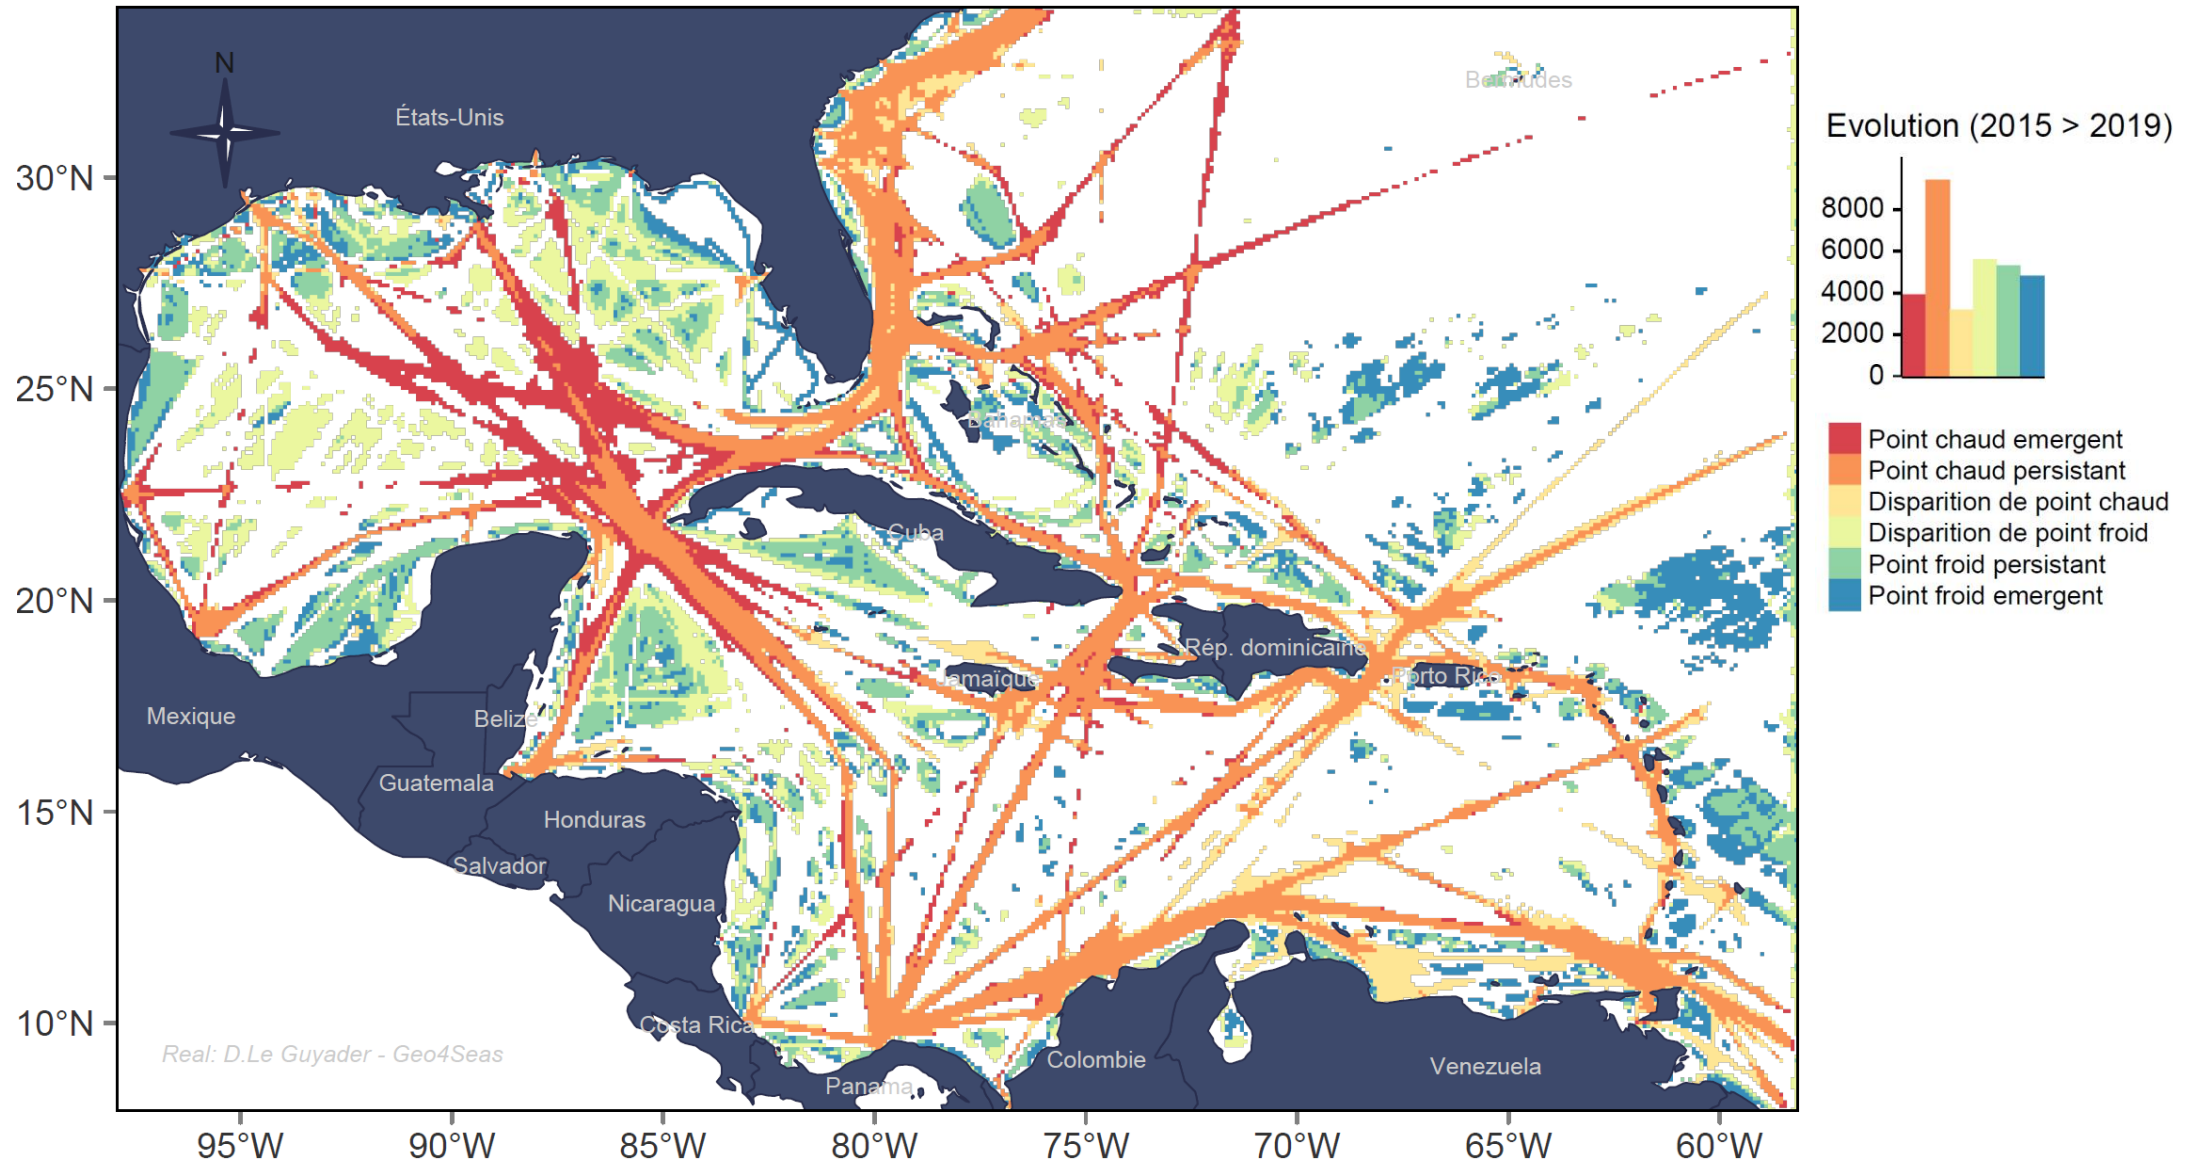 N
États-Unis
Bermudes
Bahamas
Cuba
Rép. dominicaine
Jamaïque
Porto Rico
Mexique
Belize
Guatemala
Honduras
Salvador
Nicaragua
Costa Rica
Panama
Colombie
Venezuela
Real: D.Le Guyader - Geo4Seas
30°N
25°N
20°N
15°N
10°N
95°W
90°W
85°W
80°W
75°W
70°W
65°W
60°W
Evolution (2015 > 2019)
8000
6000
4000
2000
0
Point chaud emergent
Point chaud persistant
Disparition de point chaud
Disparition de point froid
Point froid persistant
Point froid emergent